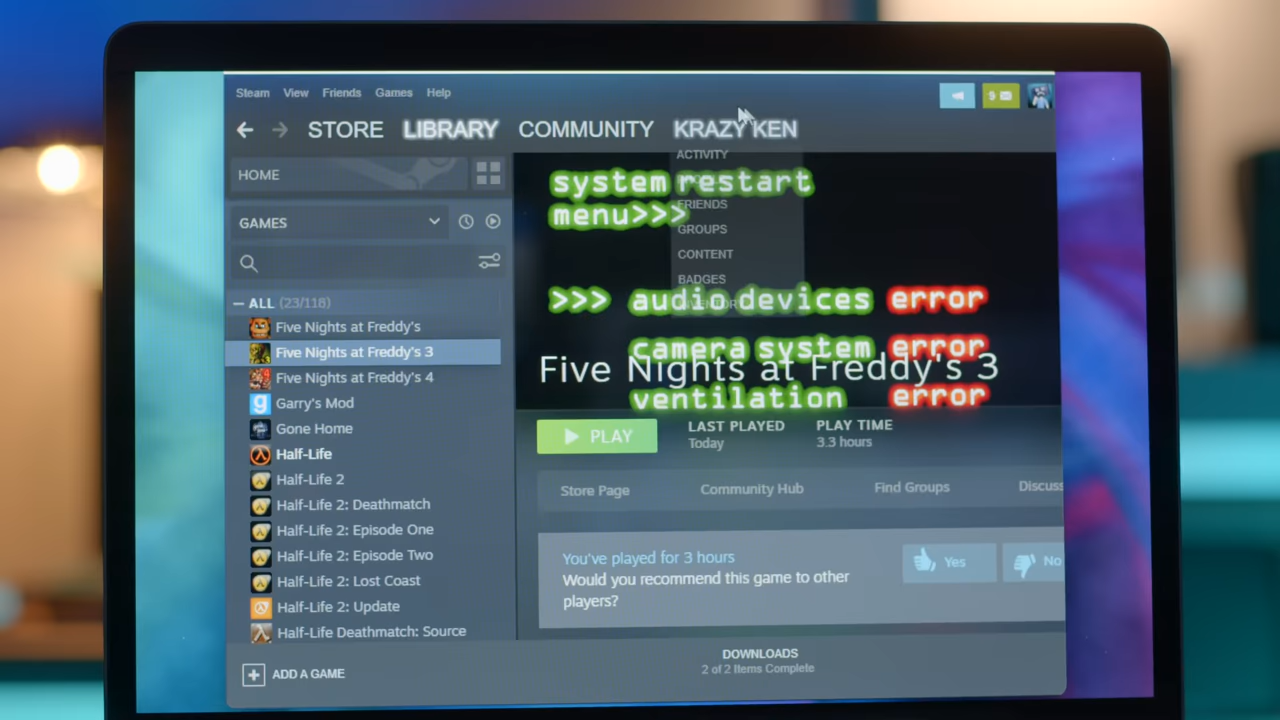 Steam View Friends Games Help
9
STORE LIBRARY COMMUNITY KRAZY KEN
ACTIVITY
FRIENDS
GROUPS
CONTENT
BADGES
HOME
GAMES
ALL (23/118)
Five Nights at Freddy's
Five Nights at Freddy's 3
Five Nights at Freddy's 4
Garry's Mod
Gone Home
Half-Life
Half-Life 2
Half-Life 2: Deathmatch
Half-Life 2: Episode One
Half-Life 2: Episode Two
Half-Life 2: Lost Coast
Half-Life 2: Update
Half-Life Deathmatch: Source
ADD A GAME
system restart
menu>>>
>>> audio devices error
camera system error
ventilation error
Five Nights at Freddy's 3
PLAY
LAST PLAYED
Today
PLAY TIME
3.3 hours
Store Page Community Hub Find Groups Discuss
You've played for 3 hours
Would you recommend this game to other
players?
Yes No
DOWNLOADS
2 of 2 Items Complete